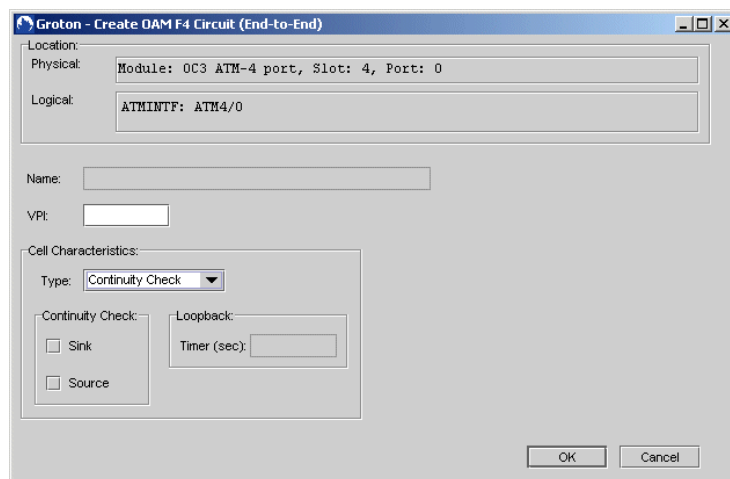 Groton - Create OAM F4 Circuit (End-to-End)
Location:
Physical: Module: OC3 ATM-4 port, Slot: 4, Port: 0
Logical: ATMINTF: ATM4/0
Name:
VPI:
Cell Characteristics:
Type: Continuity Check
Continuity Check: Loopback:
Sink Timer (sec):
Source
OK Cancel